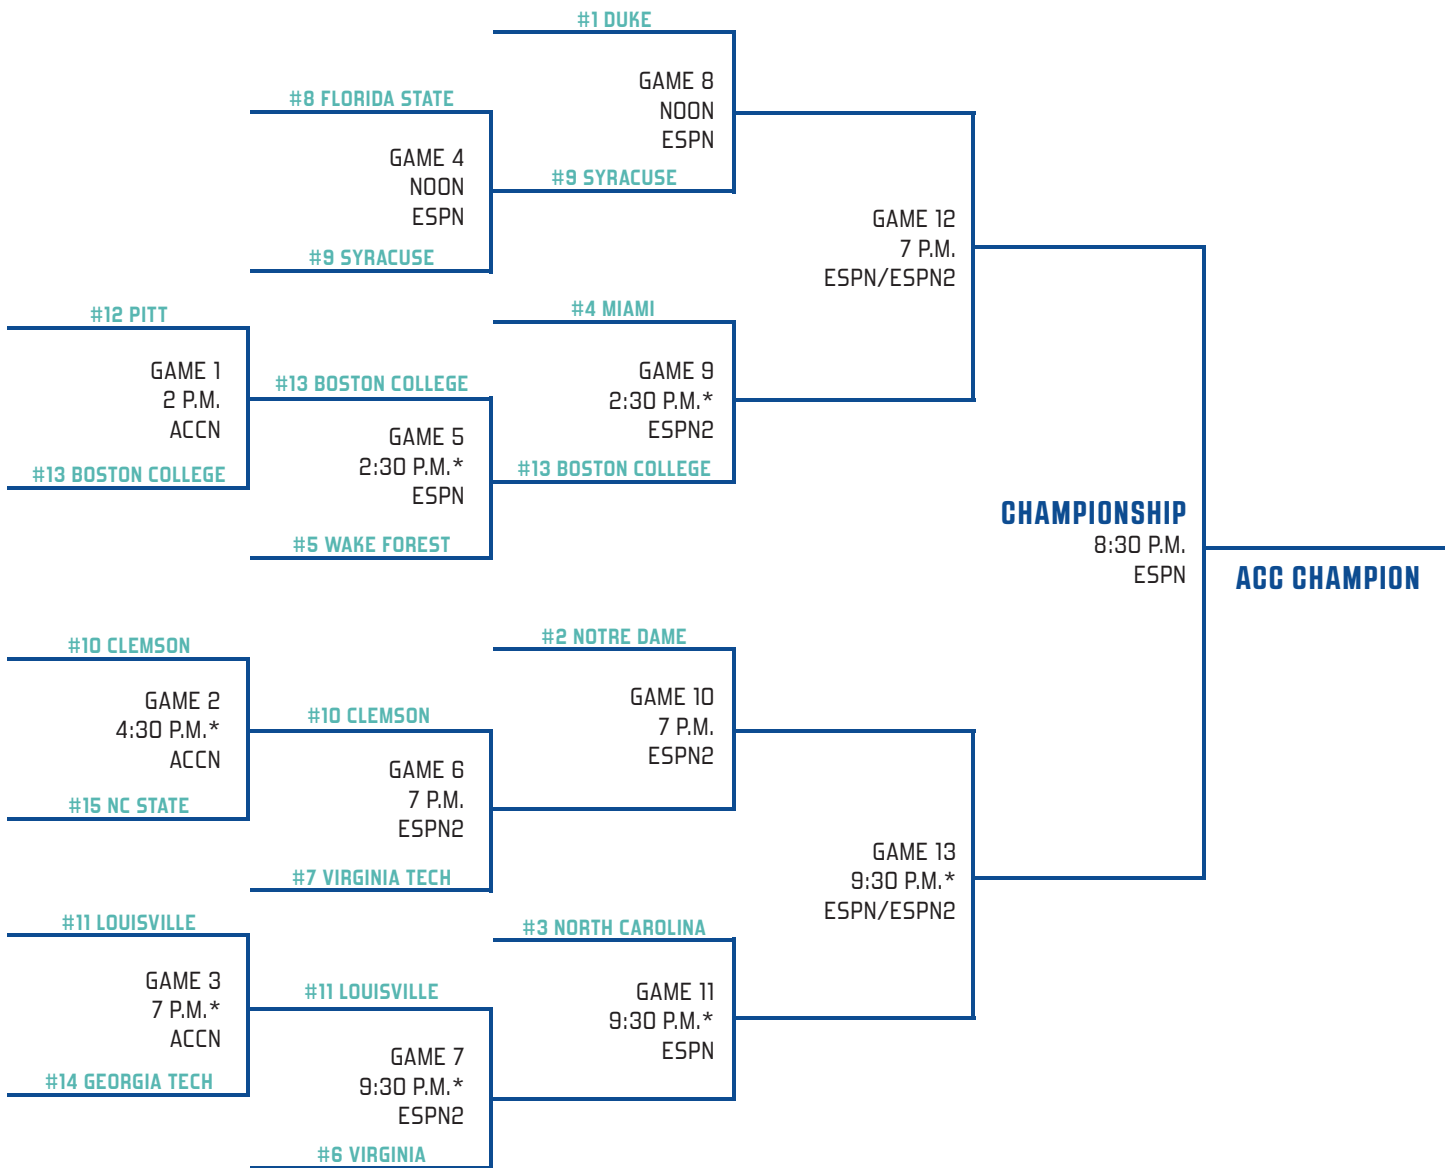 #1 DUKE
GAME 8
NOON
ESPN
#8 FLORIDA STATE
GAME 4
NOON
ESPN
#9 SYRACUSE
#9 SYRACUSE
GAME 12
7 P.M.
ESPN/ESPN2
#12 PITT
GAME 1
2 P.M.
ACCN
#13 BOSTON COLLEGE
#13 BOSTON COLLEGE
GAME 5
2:30 P.M.*
ESPN
#5 WAKE FOREST
#4 MIAMI
GAME 9
2:30 P.M.*
ESPN2
#13 BOSTON COLLEGE
CHAMPIONSHIP
8:30 P.M.
ESPN
ACC CHAMPION
#10 CLEMSON
GAME 2
4:30 P.M.*
ACCN
#15 NC STATE
#10 CLEMSON
GAME 6
7 P.M.
ESPN2
#7 VIRGINIA TECH
#2 NOTRE DAME
GAME 10
7 P.M.
ESPN2
GAME 13
9:30 P.M.*
ESPN/ESPN2
#11 LOUISVILLE
GAME 3
7 P.M.*
ACCN
#14 GEORGIA TECH
#11 LOUISVILLE
GAME 7
9:30 P.M.*
ESPN2
#6 VIRGINIA
#3 NORTH CAROLINA
GAME 11
9:30 P.M.*
ESPN